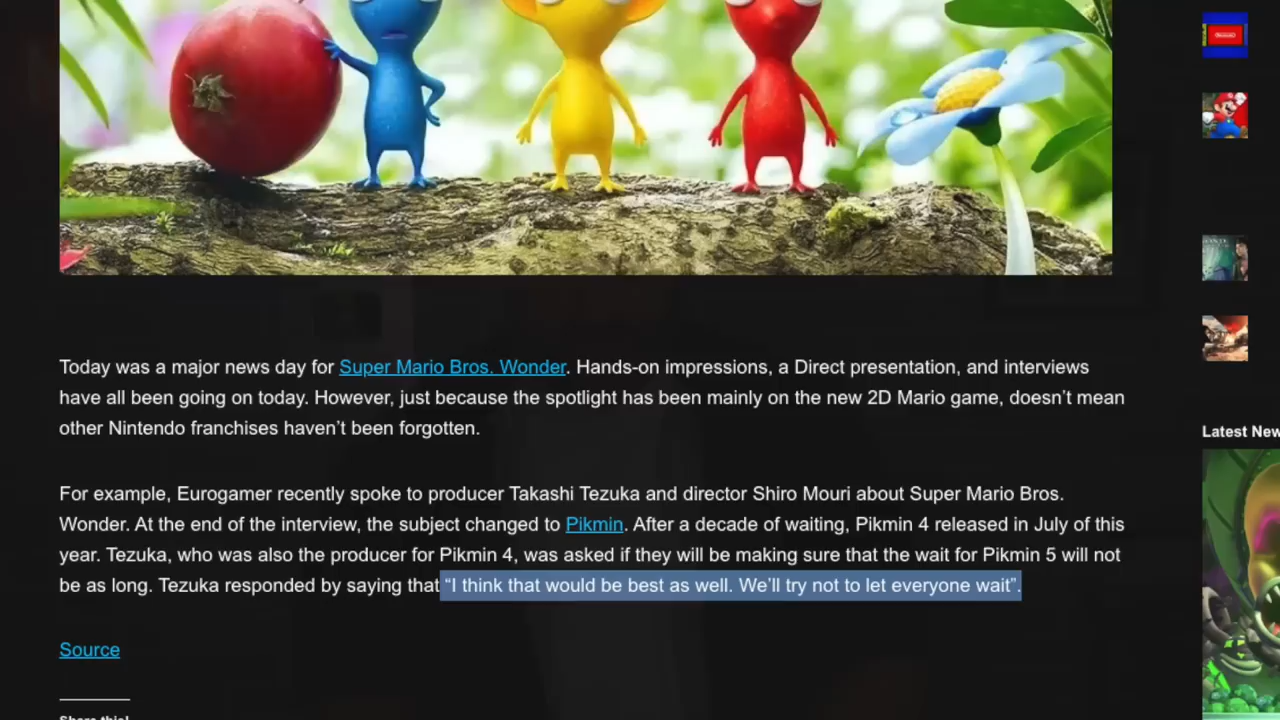 Today was a major news day for Super Mario Bros. Wonder. Hands-on impressions, a Direct presentation, and interviews
have all been going on today. However, just because the spotlight has been mainly on the new 2D Mario game, doesn’t mean
other Nintendo franchises haven’t been forgotten.
For example, Eurogamer recently spoke to producer Takashi Tezuka and director Shiro Mouri about Super Mario Bros.
Wonder. At the end of the interview, the subject changed to Pikmin. After a decade of waiting, Pikmin 4 released in July of this
year. Tezuka, who was also the producer for Pikmin 4, was asked if they will be making sure that the wait for Pikmin 5 will not
be as long. Tezuka responded by saying that “I think that would be best as well. We’ll try not to let everyone wait”.
Source
Share this!
Latest New